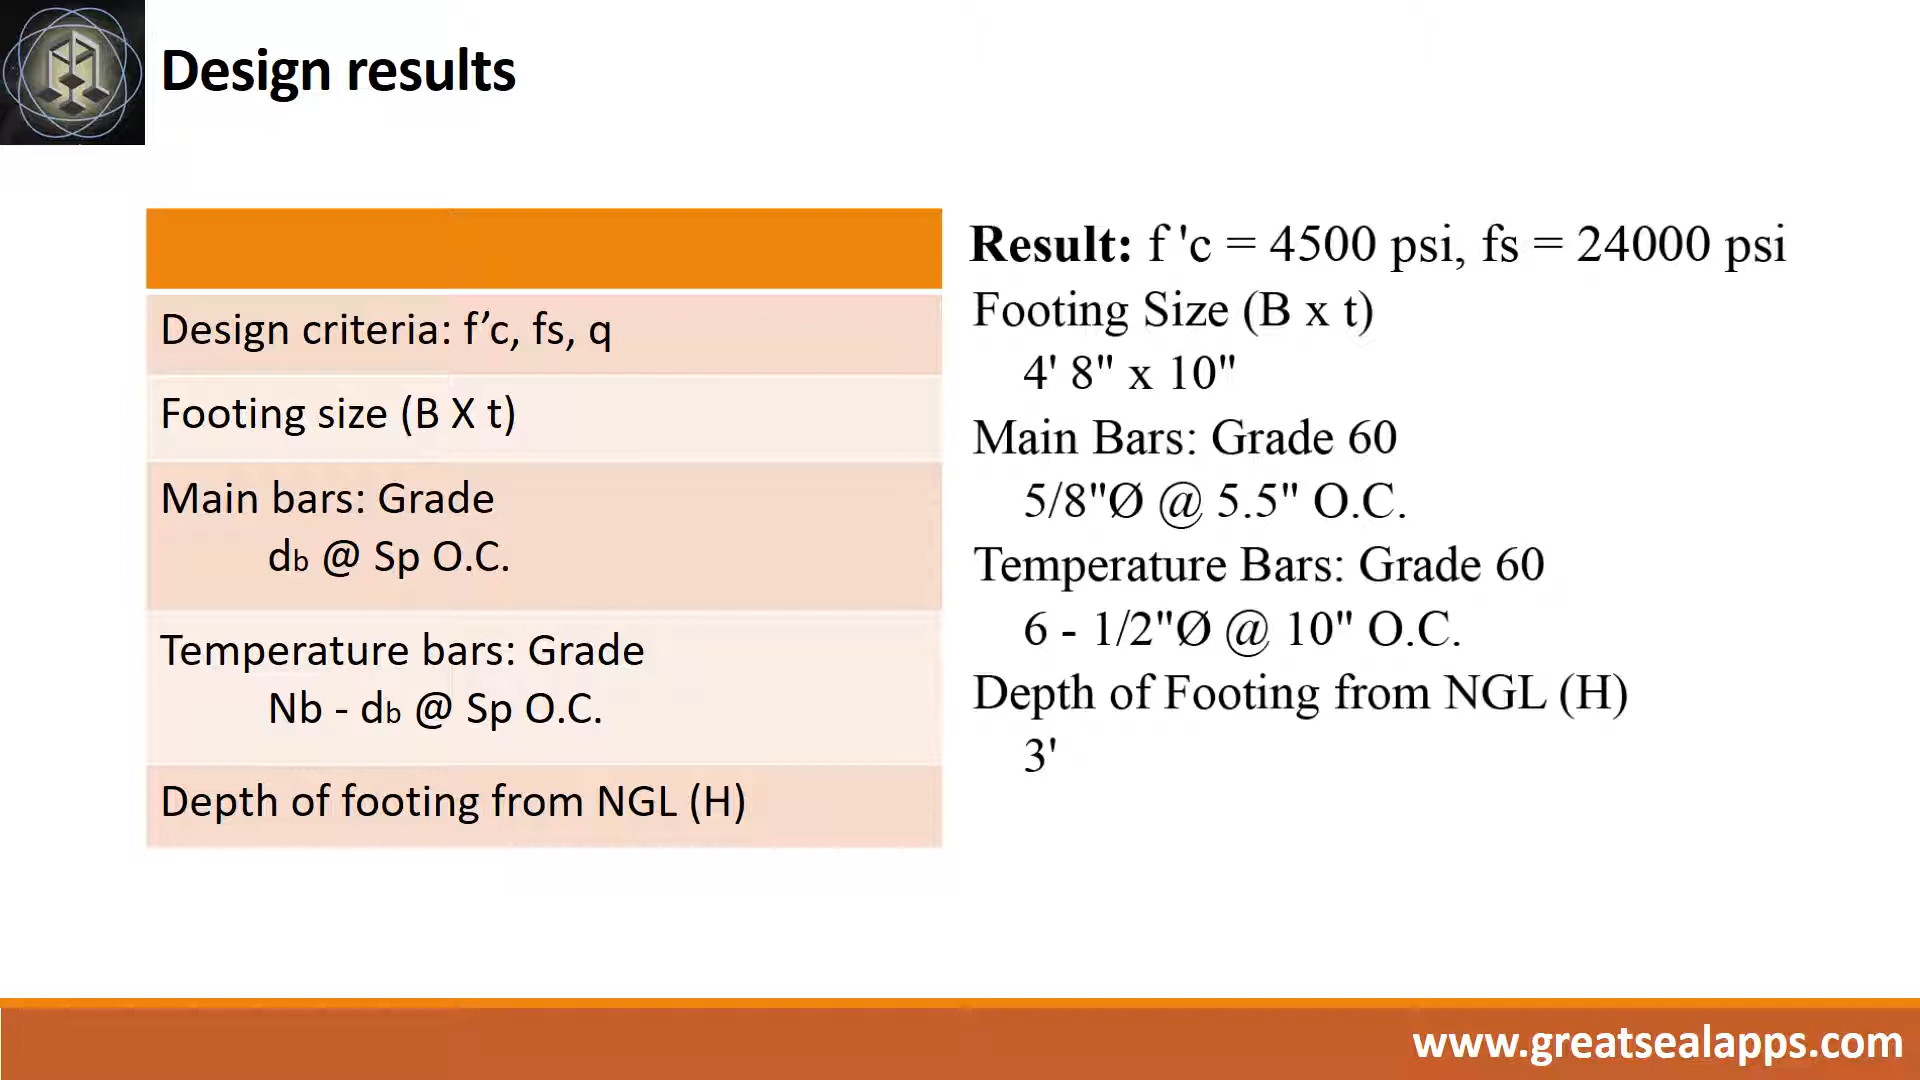 Design results
Design criteria: f’c, fs, q
Footing size (B X t)
Main bars: Grade
db @ Sp O.C.
Temperature bars: Grade
Nb - db @ Sp O.C.
Depth of footing from NGL (H)
Result: f 'c = 4500 psi, fs = 24000 psi
Footing Size (B x t)
4' 8" x 10"
Main Bars: Grade 60
5/8"Ø @ 5.5" O.C.
Temperature Bars: Grade 60
6 - 1/2"Ø @ 10" O.C.
Depth of Footing from NGL (H)
3'
www.greatsealapps.com